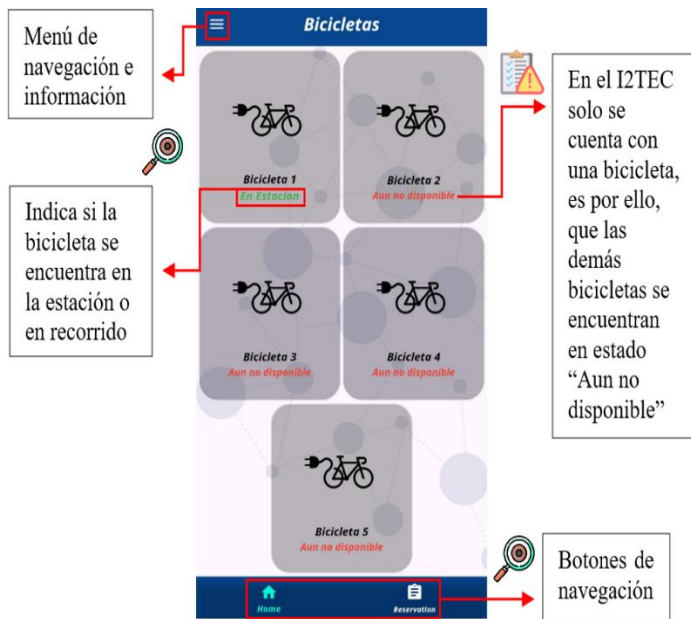 Menú de
navegación e
información
Bicicletas
Bicicleta 1
En Estacion
Bicicleta 2
Aun no disponible
En el I2TEC
solo se
cuenta con
una bicicleta,
es por ello,
que las
demás
bicicletas se
encuentran
en estado
“Aun no
disponible”
Indica si la
bicicleta se
encuentra en
la estación o
en recorrido
Bicicleta 3
Aun no disponible
Bicicleta 4
Aun no disponible
Bicicleta 5
Aun no disponible
Home
Reservation
Botones de
navegación